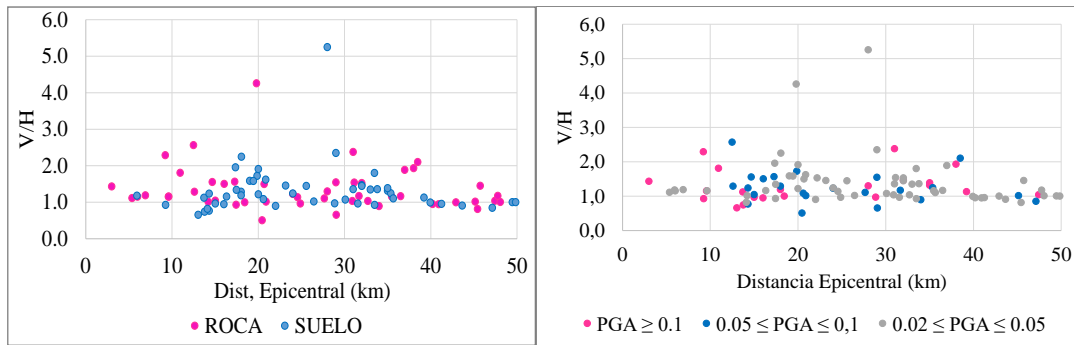 6.0
5.0
4.0
3.0
2.0
1.0
0.0
V/H
0 10 20 30 40 50
Dist, Epicentral (km)
ROCA SUELO
6,0
5,0
4,0
3,0
2,0
1,0
0,0
V/H
0 10 20 30 40 50
Distancia Epicentral (km)
PGA ≥ 0.1 0.05 ≤ PGA ≤ 0,1 0.02 ≤ PGA ≤ 0.05